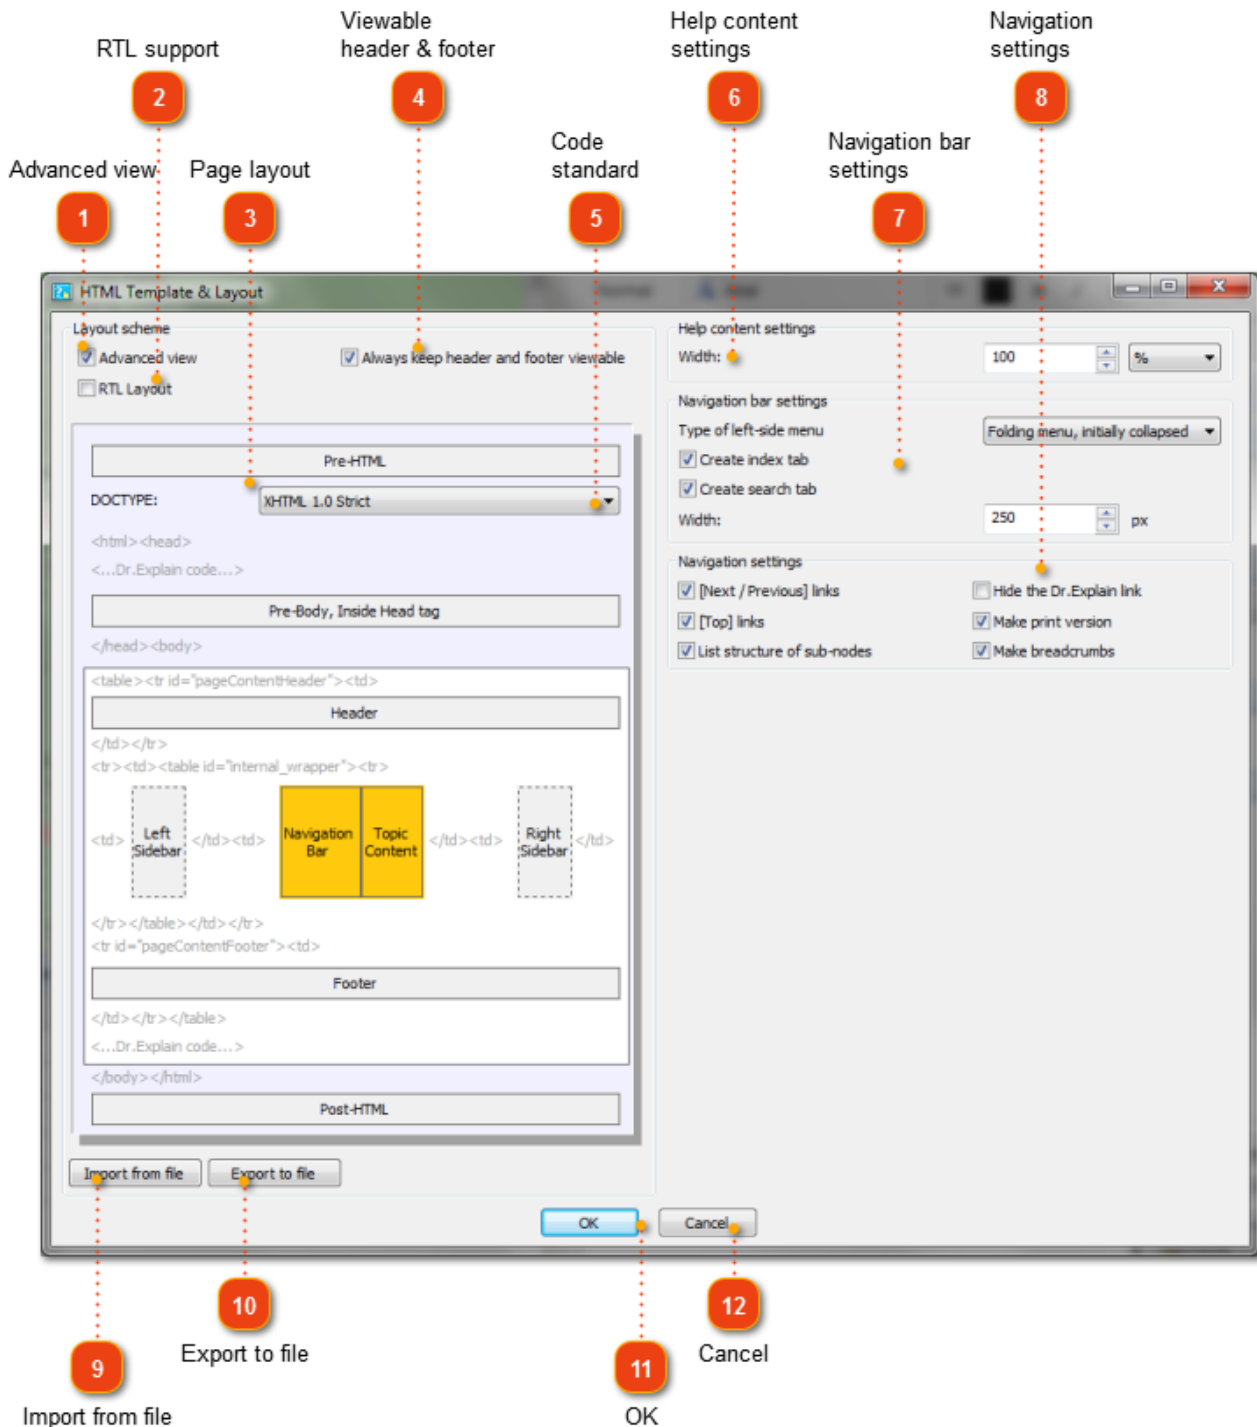 Viewable
header & footer
Help content
settings
Navigation
settings
RTL support
2
4
6
8
Code
standard
Navigation bar
settings
Advanced view
Page layout
1
3
5
7
HTML Template & Layout
Layout scheme
Advanced view
Always keep header and footer viewable
RTL Layout
Pre-HTML
DOCTYPE:
XHTML 1.0 Strict
<html><head>
<...Dr.Explain code...>
Pre-Body, Inside Head tag
</head><body>
<table><tr id="pageContentHeader"><td>
Header
</td></tr>
<tr><td><table id="internal_wrapper"><tr>
<td>
Left
Sidebar
</td><td>
Navigation
Bar
Topic
Content
</td><td>
Right
Sidebar
</td>
</tr></table></td></tr>
<tr id="pageContentFooter"><td>
Footer
</td></tr></table>
<...Dr.Explain code...>
</body></html>
Post-HTML
Import from file
Export to file
Help content settings
Width:
100
%
Navigation bar settings
Type of left-side menu
Folding menu, initially collapsed
Create index tab
Create search tab
Width:
250
px
Navigation settings
[Next / Previous] links
Hide the Dr.Explain link
[Top] links
Make print version
List structure of sub-nodes
Make breadcrumbs
OK
Cancel
10
12
Export to file
Cancel
9
11
Import from file
OK